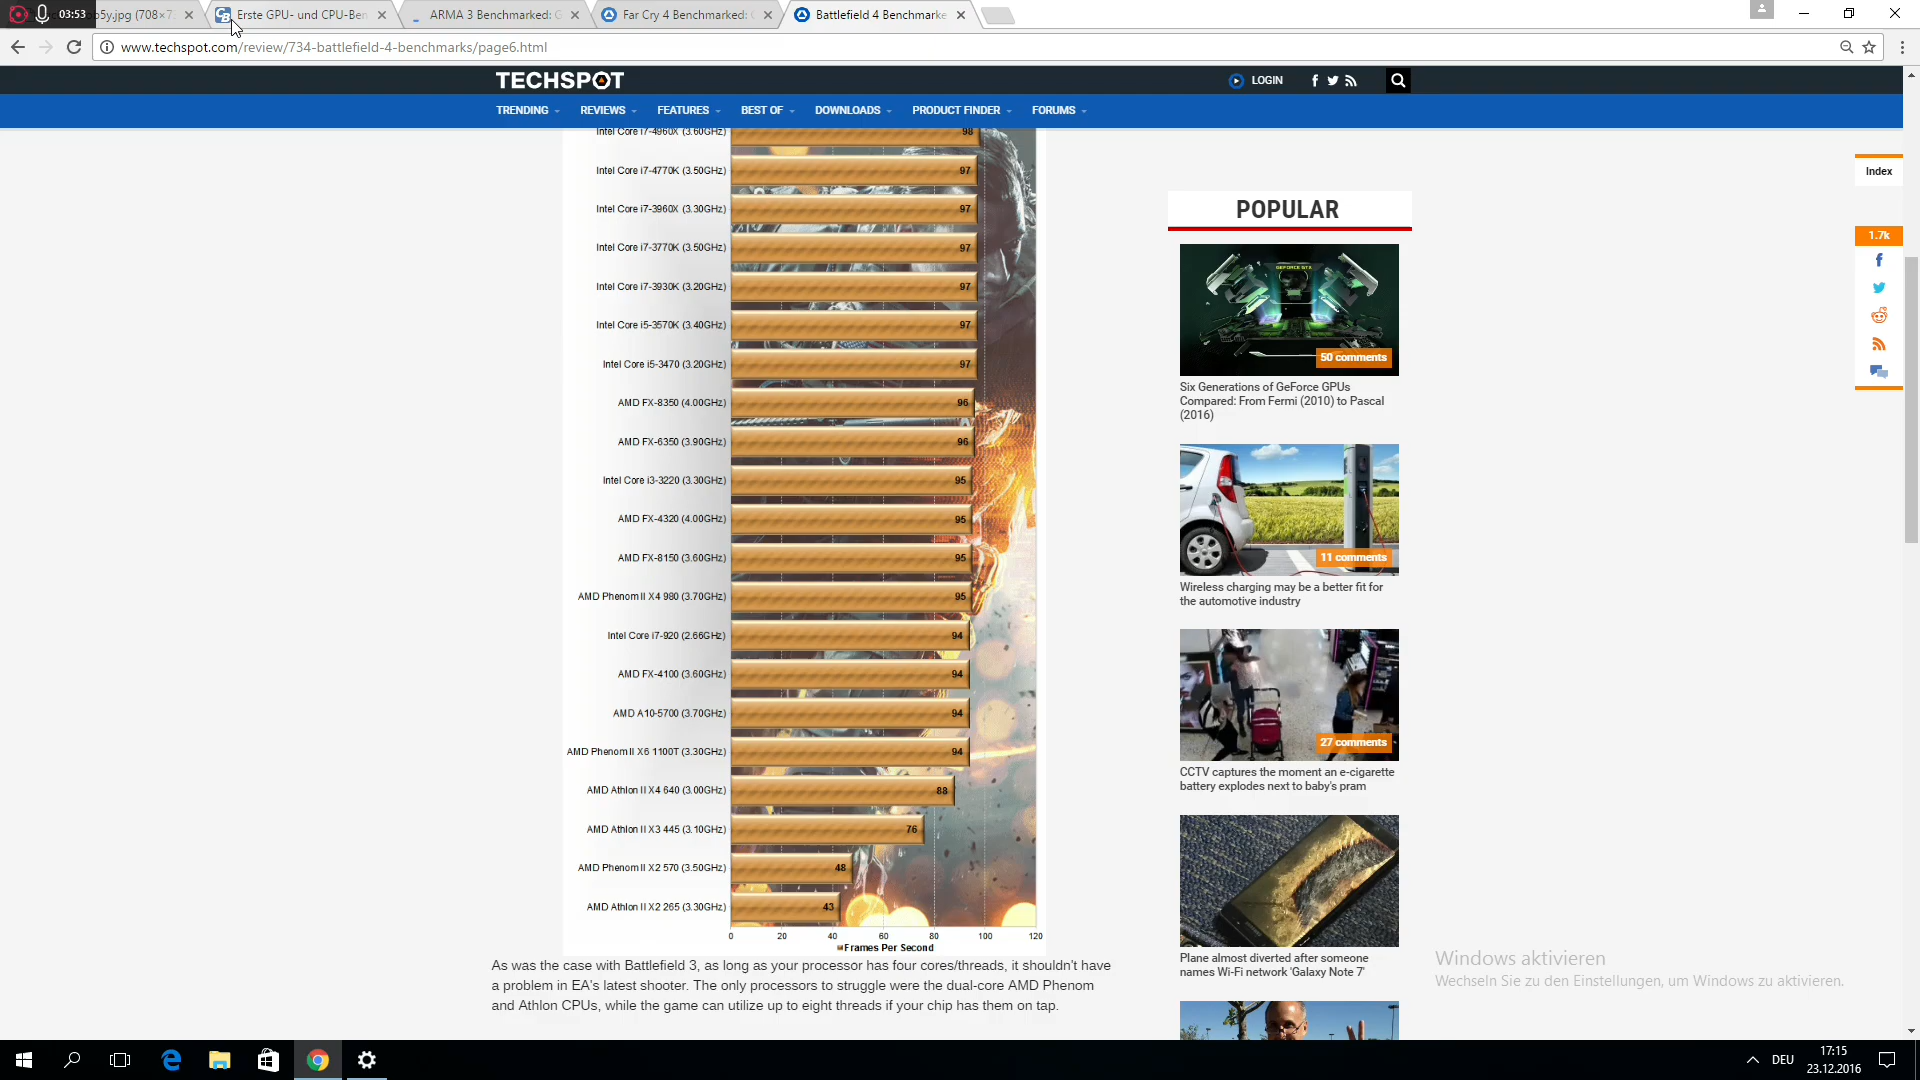 03:53
b5y.jpg (708×7
Erste GPU- und CPU-Ben
ARMA 3 Benchmarked: G
Far Cry 4 Benchmarked:
Battlefield 4 Benchmarke
www.techspot.com/review/734-battlefield-4-benchmarks/page6.html
TECHSPOT
LOGIN
TRENDING
REVIEWS
FEATURES
BEST OF
DOWNLOADS
PRODUCT FINDER
FORUMS
Intel Core i7-4960X (3.60GHz) 98
Intel Core i7-4770K (3.50GHz) 97
Intel Core i7-3960X (3.30GHz) 97
Intel Core i7-3770K (3.50GHz) 97
Intel Core i7-3930K (3.20GHz) 97
Intel Core i5-3570K (3.40GHz) 97
Intel Core i5-3470 (3.20GHz) 97
AMD FX-8350 (4.00GHz) 96
AMD FX-6350 (3.90GHz) 96
Intel Core i3-3220 (3.30GHz) 95
AMD FX-4320 (4.00GHz) 95
AMD FX-8150 (3.60GHz) 95
AMD Phenom II X4 980 (3.70GHz) 95
Intel Core i7-920 (2.66GHz) 94
AMD FX-4100 (3.60GHz) 94
AMD A10-5700 (3.70GHz) 94
AMD Phenom II X6 1100T (3.30GHz) 94
AMD Athlon II X4 640 (3.00GHz) 88
AMD Athlon II X3 445 (3.10GHz) 76
AMD Phenom II X2 570 (3.50GHz) 48
AMD Athlon II X2 265 (3.30GHz) 43
0 20 40 60 80 100 120
Frames Per Second
As was the case with Battlefield 3, as long as your processor has four cores/threads, it shouldn't have
a problem in EA's latest shooter. The only processors to struggle were the dual-core AMD Phenom
and Athlon CPUs, while the game can utilize up to eight threads if your chip has them on tap.
POPULAR
GEFORCE GTX
50 comments
Six Generations of GeForce GPUs
Compared: From Fermi (2010) to Pascal
(2016)
11 comments
Wireless charging may be a better fit for
the automotive industry
27 comments
CCTV captures the moment an e-cigarette
battery explodes next to baby's pram
Plane almost diverted after someone
names Wi-Fi network 'Galaxy Note 7'
Index
1.7k
Windows aktivieren
Wechseln Sie zu den Einstellungen, um Windows zu aktivieren.
DEU
17:15
23.12.2016